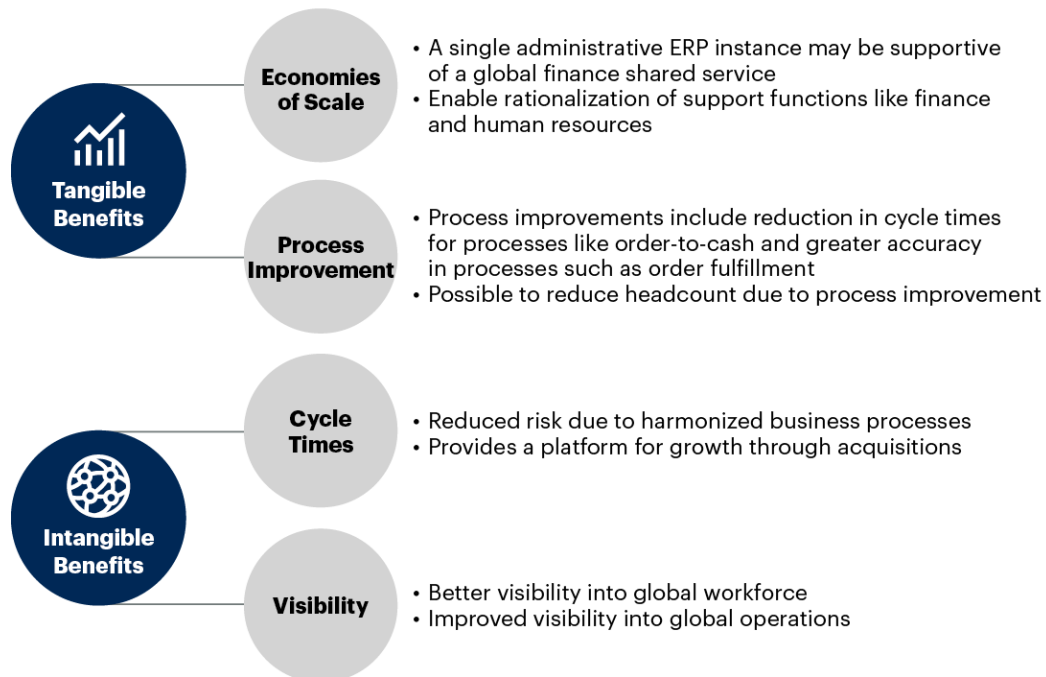 Tangible
Benefits
Economies
of Scale
• A single administrative ERP instance may be supportive
of a global finance shared service
• Enable rationalization of support functions like finance
and human resources
Process
Improvement
• Process improvements include reduction in cycle times
for processes like order-to-cash and greater accuracy
in processes such as order fulfillment
• Possible to reduce headcount due to process improvement
Intangible
Benefits
Cycle
Times
• Reduced risk due to harmonized business processes
• Provides a platform for growth through acquisitions
Visibility
• Better visibility into global workforce
• Improved visibility into global operations